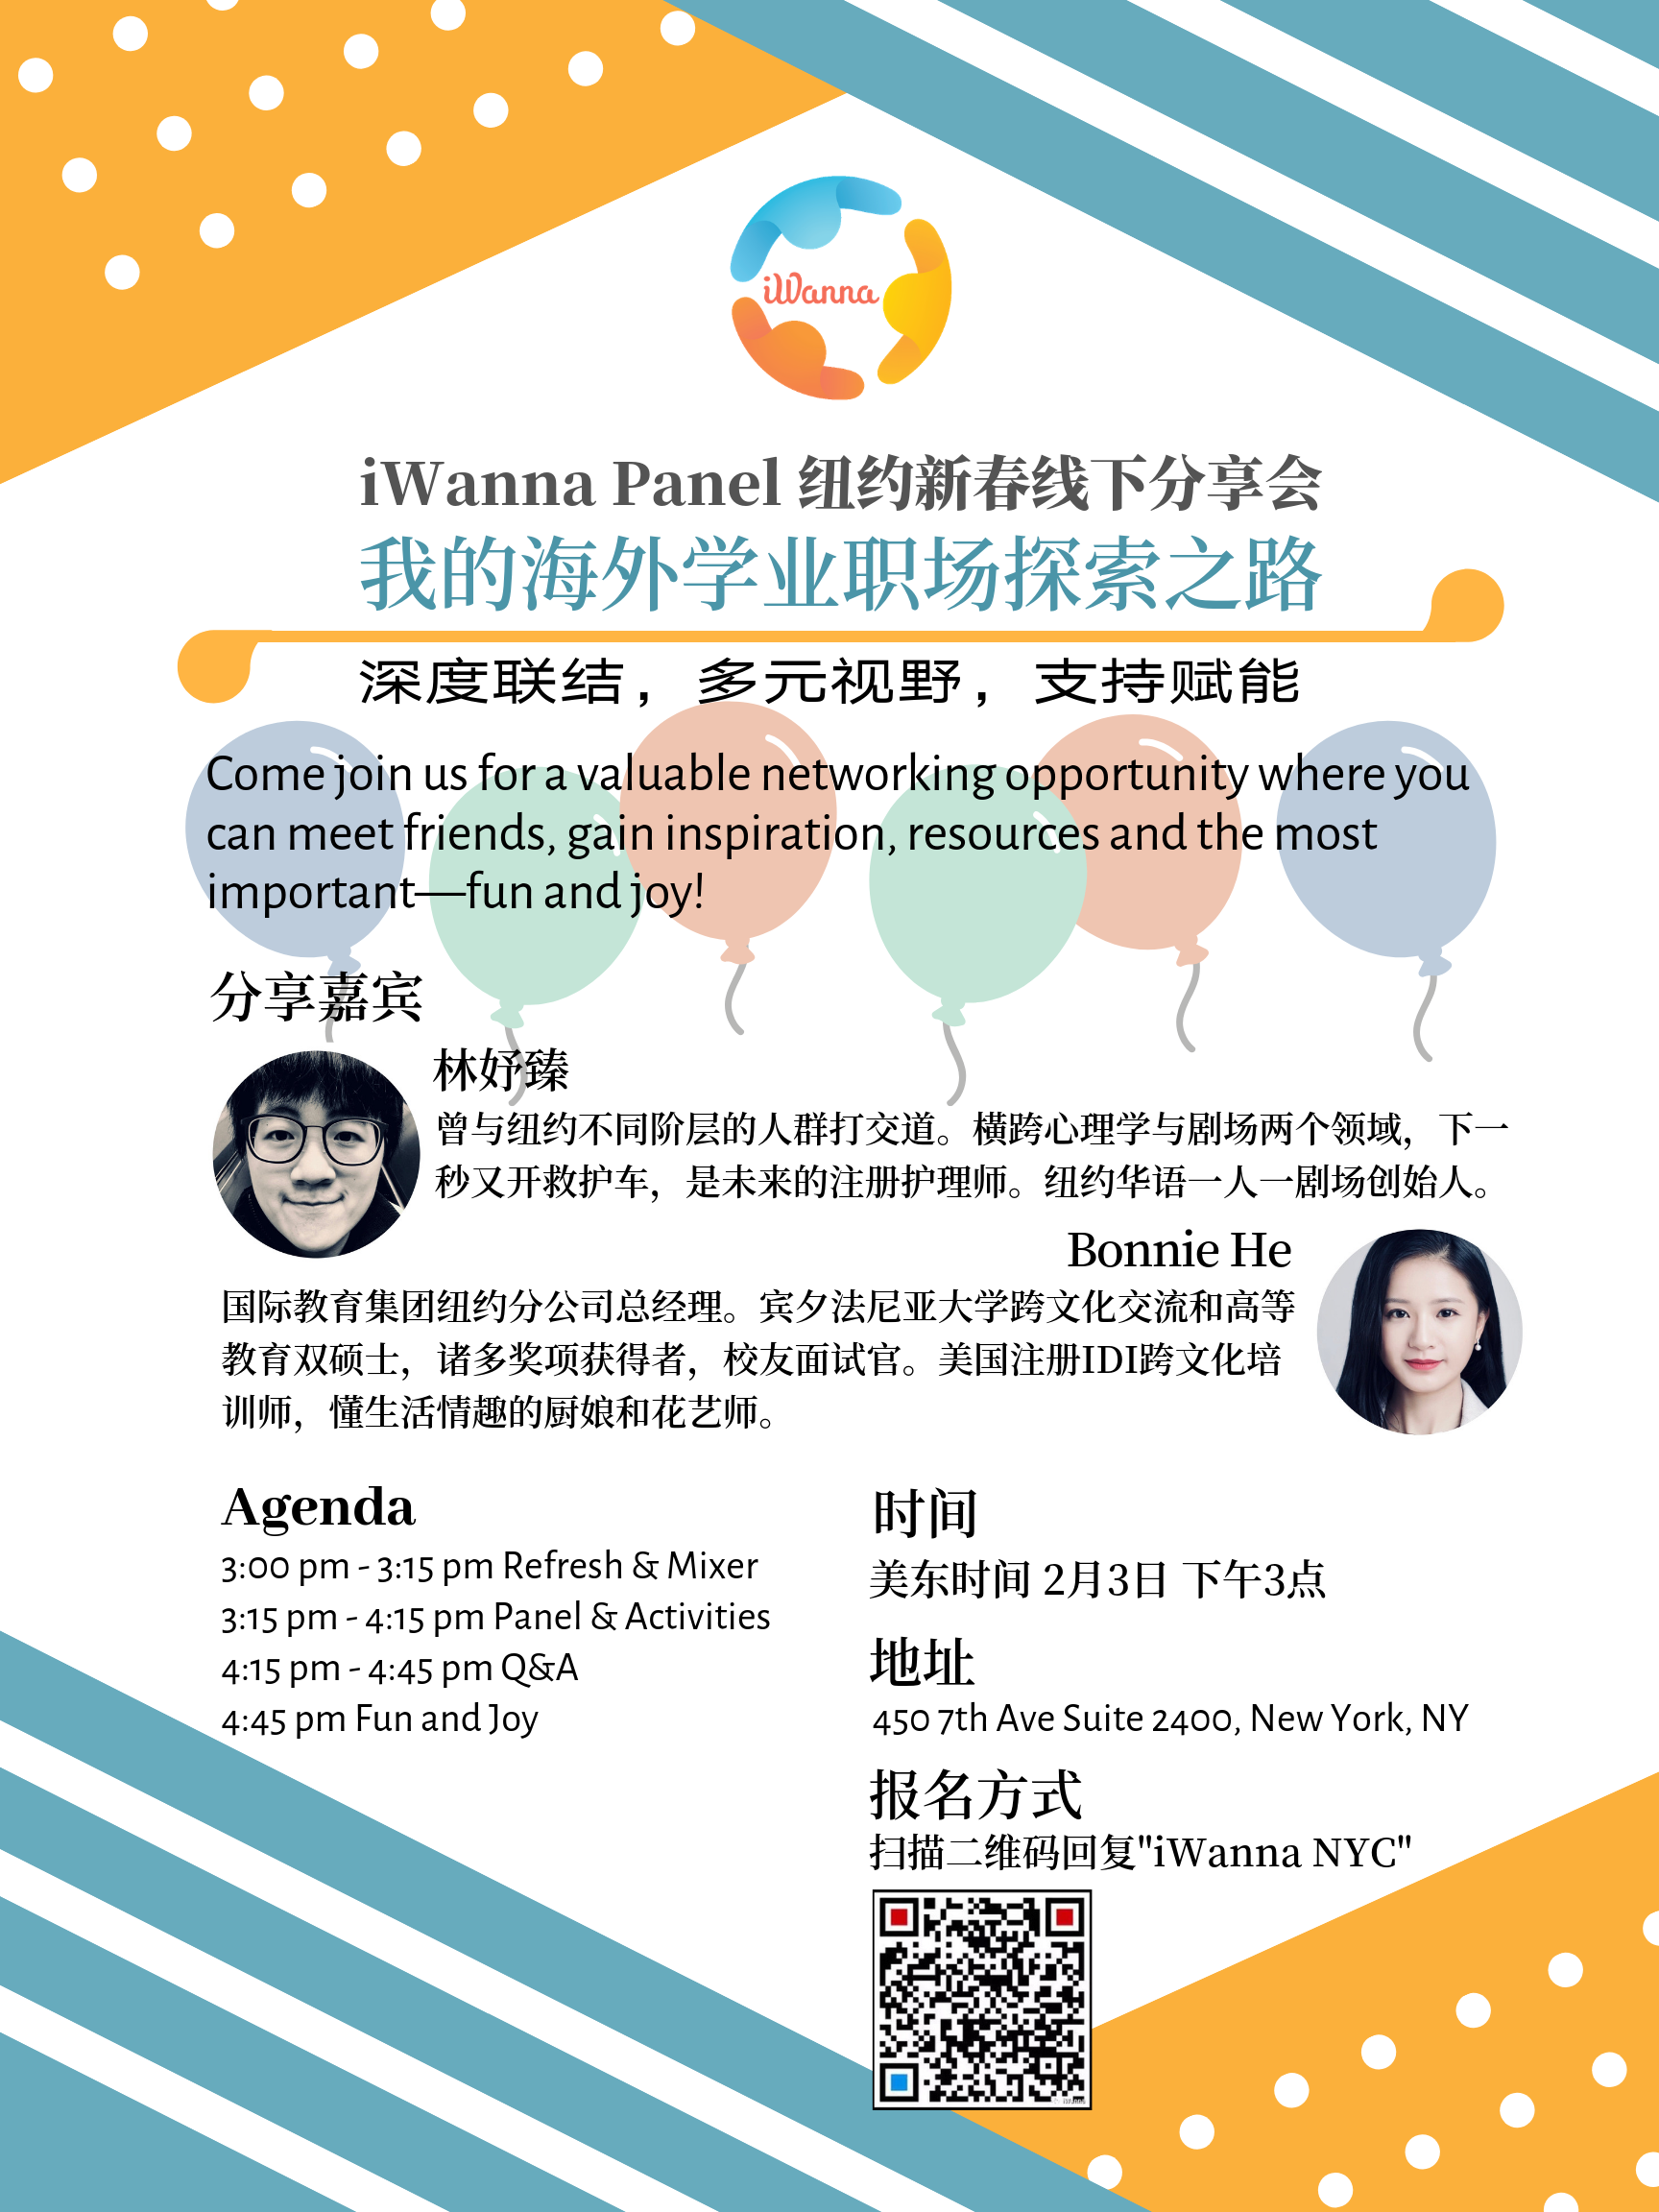 iWanna
iWanna Panel 纽约新春线下分享会
我的海外学业职场探索之路
深度联结，多元视野，支持赋能
Come join us for a valuable networking opportunity where you
can meet friends, gain inspiration, resources and the most
important—fun and joy!
分享嘉宾
林妤臻
曾与纽约不同阶层的人群打交道。横跨心理学与剧场两个领域，下一
秒又开救护车，是未来的注册护理师。纽约华语一人一剧场创始人。
Bonnie He
国际教育集团纽约分公司总经理。宾夕法尼亚大学跨文化交流和高等
教育双硕士，诸多奖项获得者，校友面试官。美国注册IDI跨文化培
训师，懂生活情趣的厨娘和花艺师。
Agenda
3:00 pm - 3:15 pm Refresh & Mixer
3:15 pm - 4:15 pm Panel & Activities
4:15 pm - 4:45 pm Q&A
4:45 pm Fun and Joy
时间
美东时间 2月3日 下午3点
地址
450 7th Ave Suite 2400, New York, NY
报名方式
扫描二维码回复"iWanna NYC"